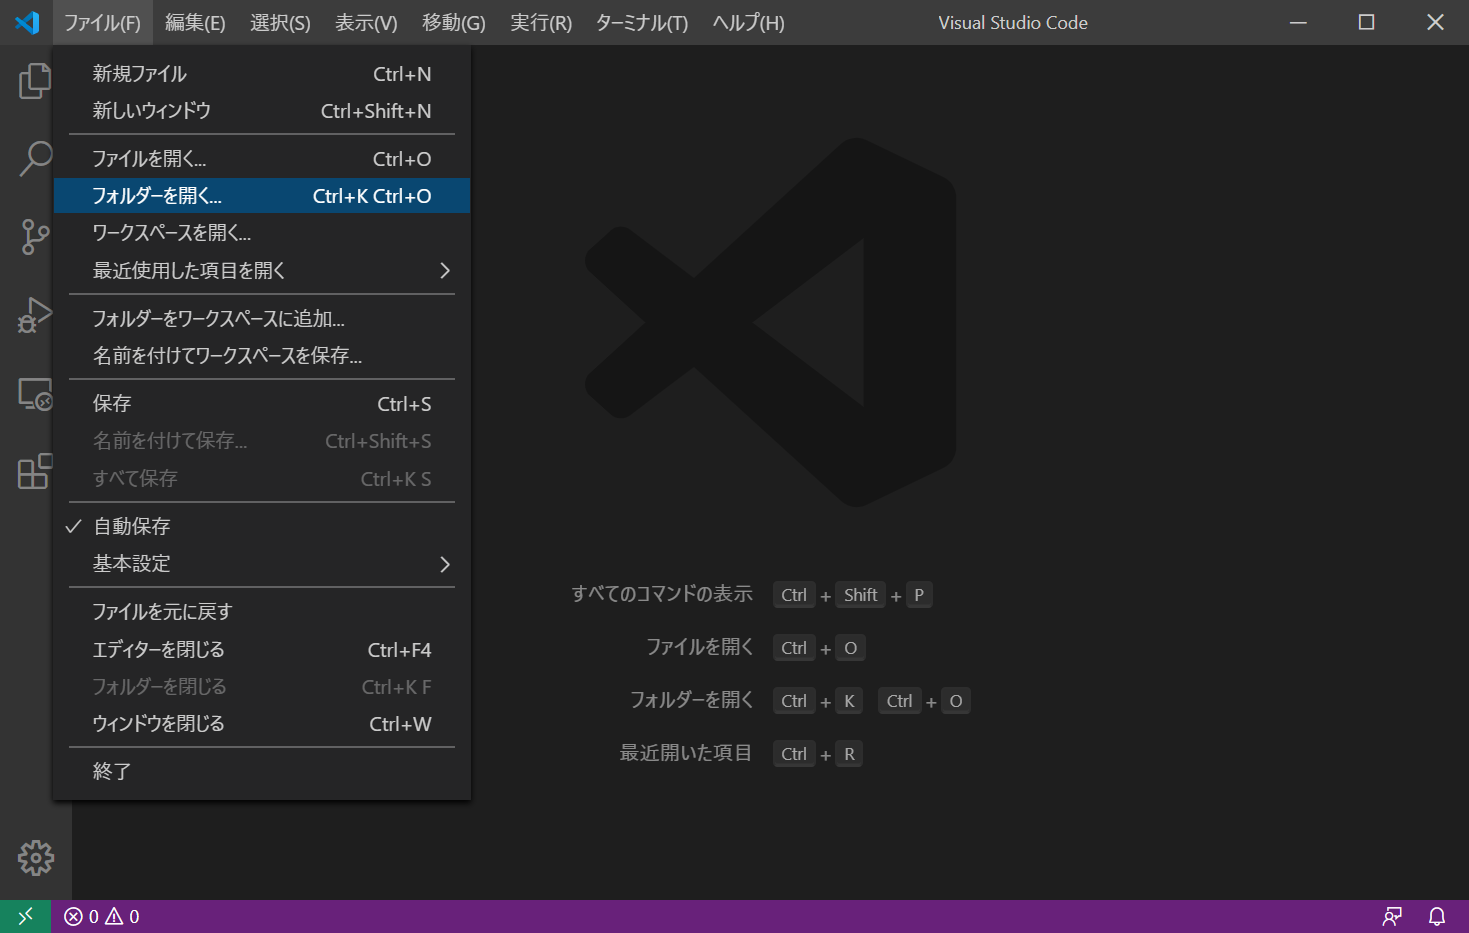 ファイル(F) 編集(E) 選択(S) 表示(V) 移動(G) 実行(R) ターミナル(T) ヘルプ(H) Visual Studio Code
新規ファイル Ctrl+N
新しいウィンドウ Ctrl+Shift+N
ファイルを開く... Ctrl+O
フォルダーを開く... Ctrl+K Ctrl+O
ワークスペースを開く...
最近使用した項目を開く
フォルダーをワークスペースに追加...
名前を付けてワークスペースを保存...
保存 Ctrl+S
名前を付けて保存... Ctrl+Shift+S
すべて保存 Ctrl+K S
自動保存
基本設定
ファイルを元に戻す
エディターを閉じる Ctrl+F4
フォルダーを閉じる Ctrl+K F
ウィンドウを閉じる Ctrl+W
終了
すべてのコマンドの表示 Ctrl + Shift + P
ファイルを開く Ctrl + O
フォルダーを開く Ctrl + K Ctrl + O
最近開いた項目 Ctrl + R
0 0